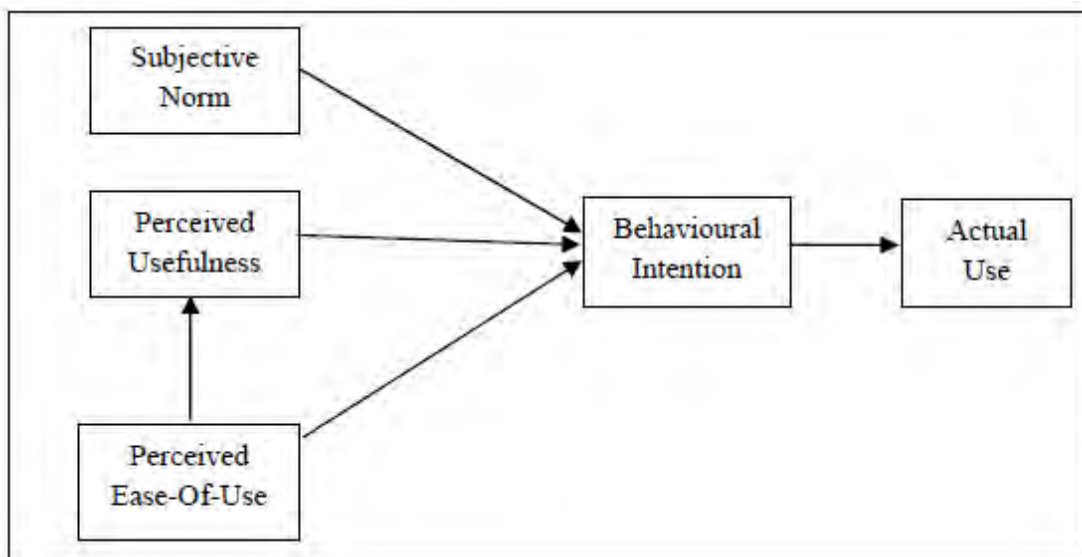 Subjective
Norm
Perceived
Usefulness
Behavioural
Intention
Actual
Use
Perceived
Ease-Of-Use